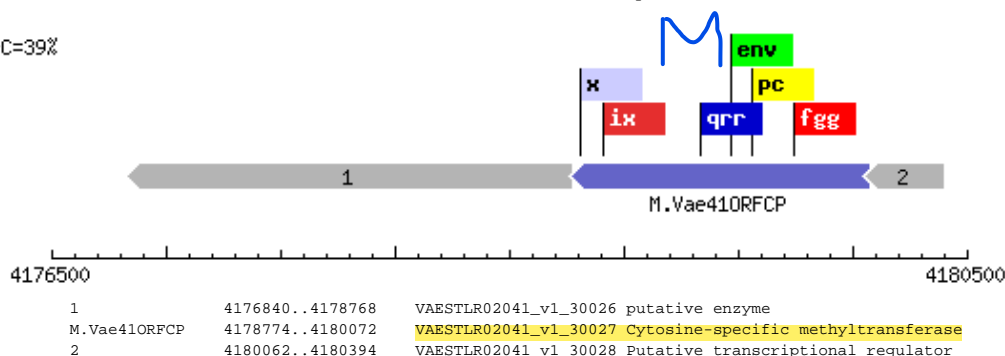 M
C=39%
env
x
pc
ix
qrr
fgg
1
2
M.Vae41ORFCP
4176500
4180500
1 4176840..4178768 VAESTLR02041_v1_30026 putative enzyme
M.Vae41ORFCP 4178774..4180072 VAESTLR02041_v1_30027 Cytosine-specific methyltransferase
2 4180062..4180394 VAESTLR02041_v1_30028 Putative transcriptional regulator